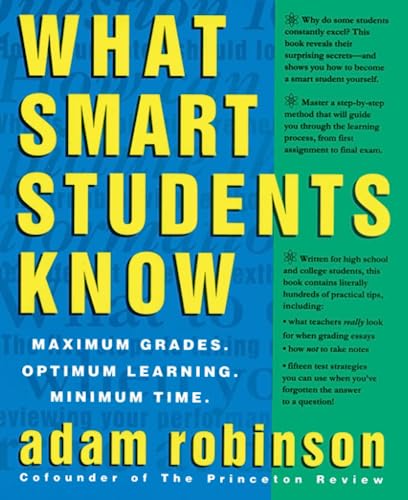 WHAT
SMART
STUDENTS
KNOW
MAXIMUM GRADES.
OPTIMUM LEARNING.
MINIMUM TIME.
adam robinson
Cofounder of The Princeton Review
Why do some students
constantly excel? This
book reveals their
surprising secrets—and
shows you how to become
a smart student yourself.
Master a step-by-step
method that will guide
you through the learning
process, from first
assignment to final exam.
Written for high school
and college students, this
book contains literally
hundreds of practical tips,
including:
• what teachers really look
for when grading essays
• how not to take notes
• fifteen test strategies
you can use when you've
forgotten the answer
to a question!